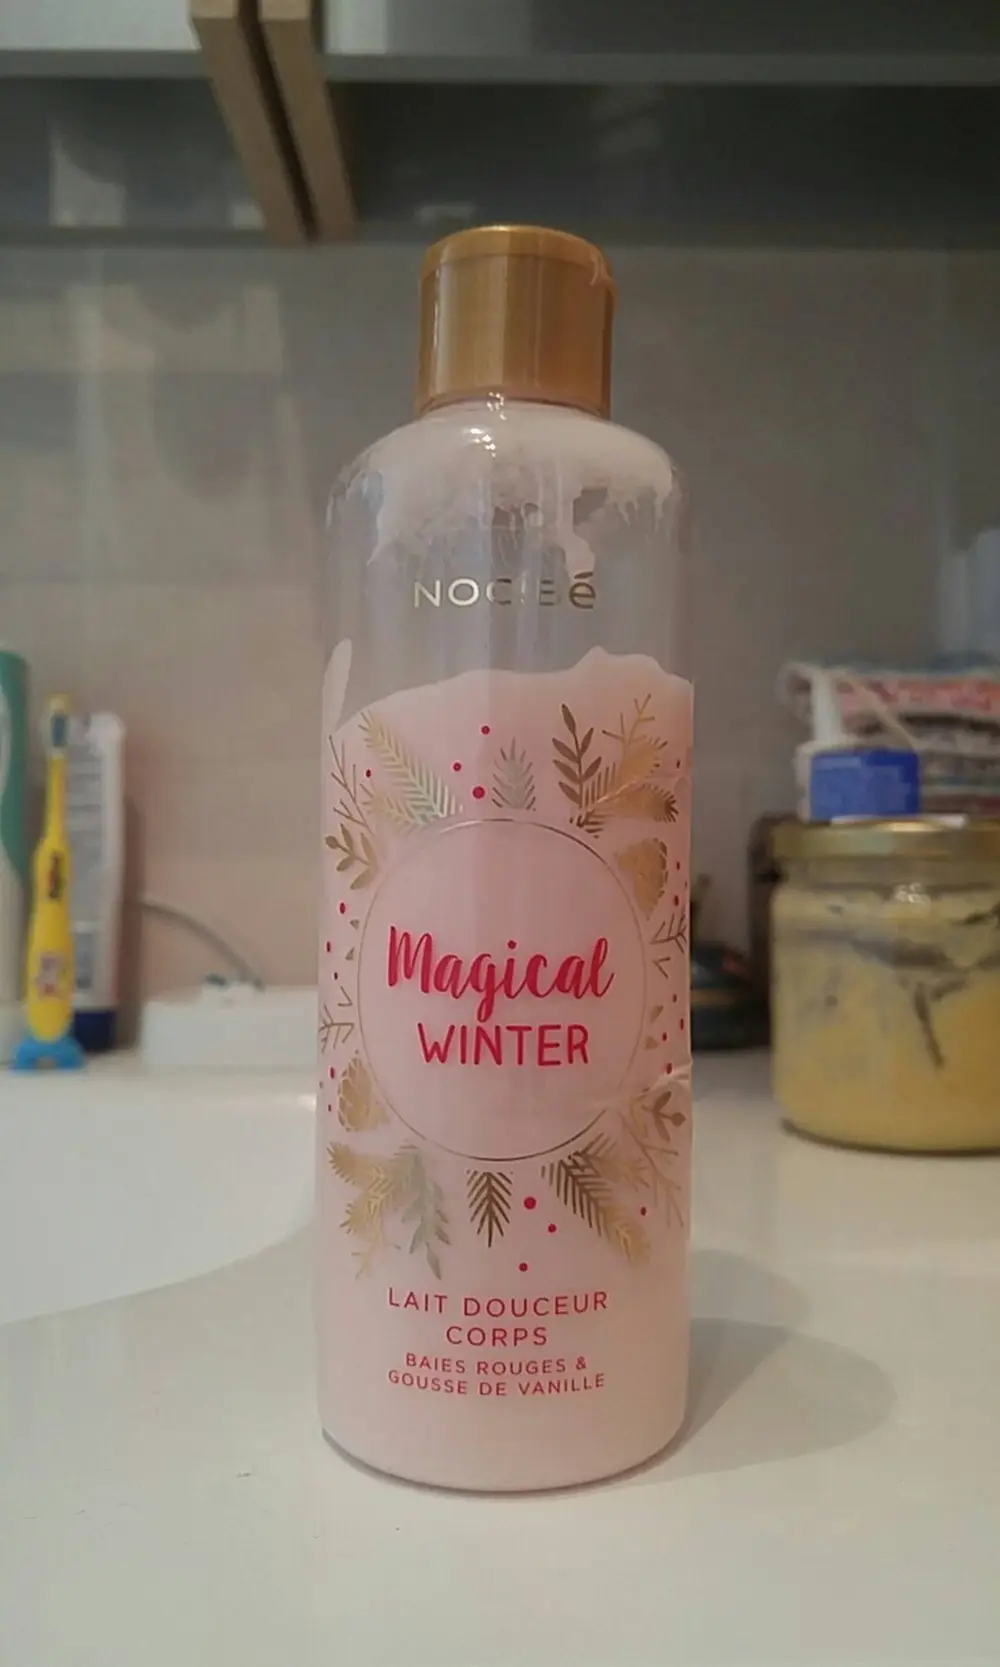 NOCIBé
Magical
WINTER
LAIT DOUCEUR
CORPS
BAIES ROUGES &
GOUSSE DE VANILLE